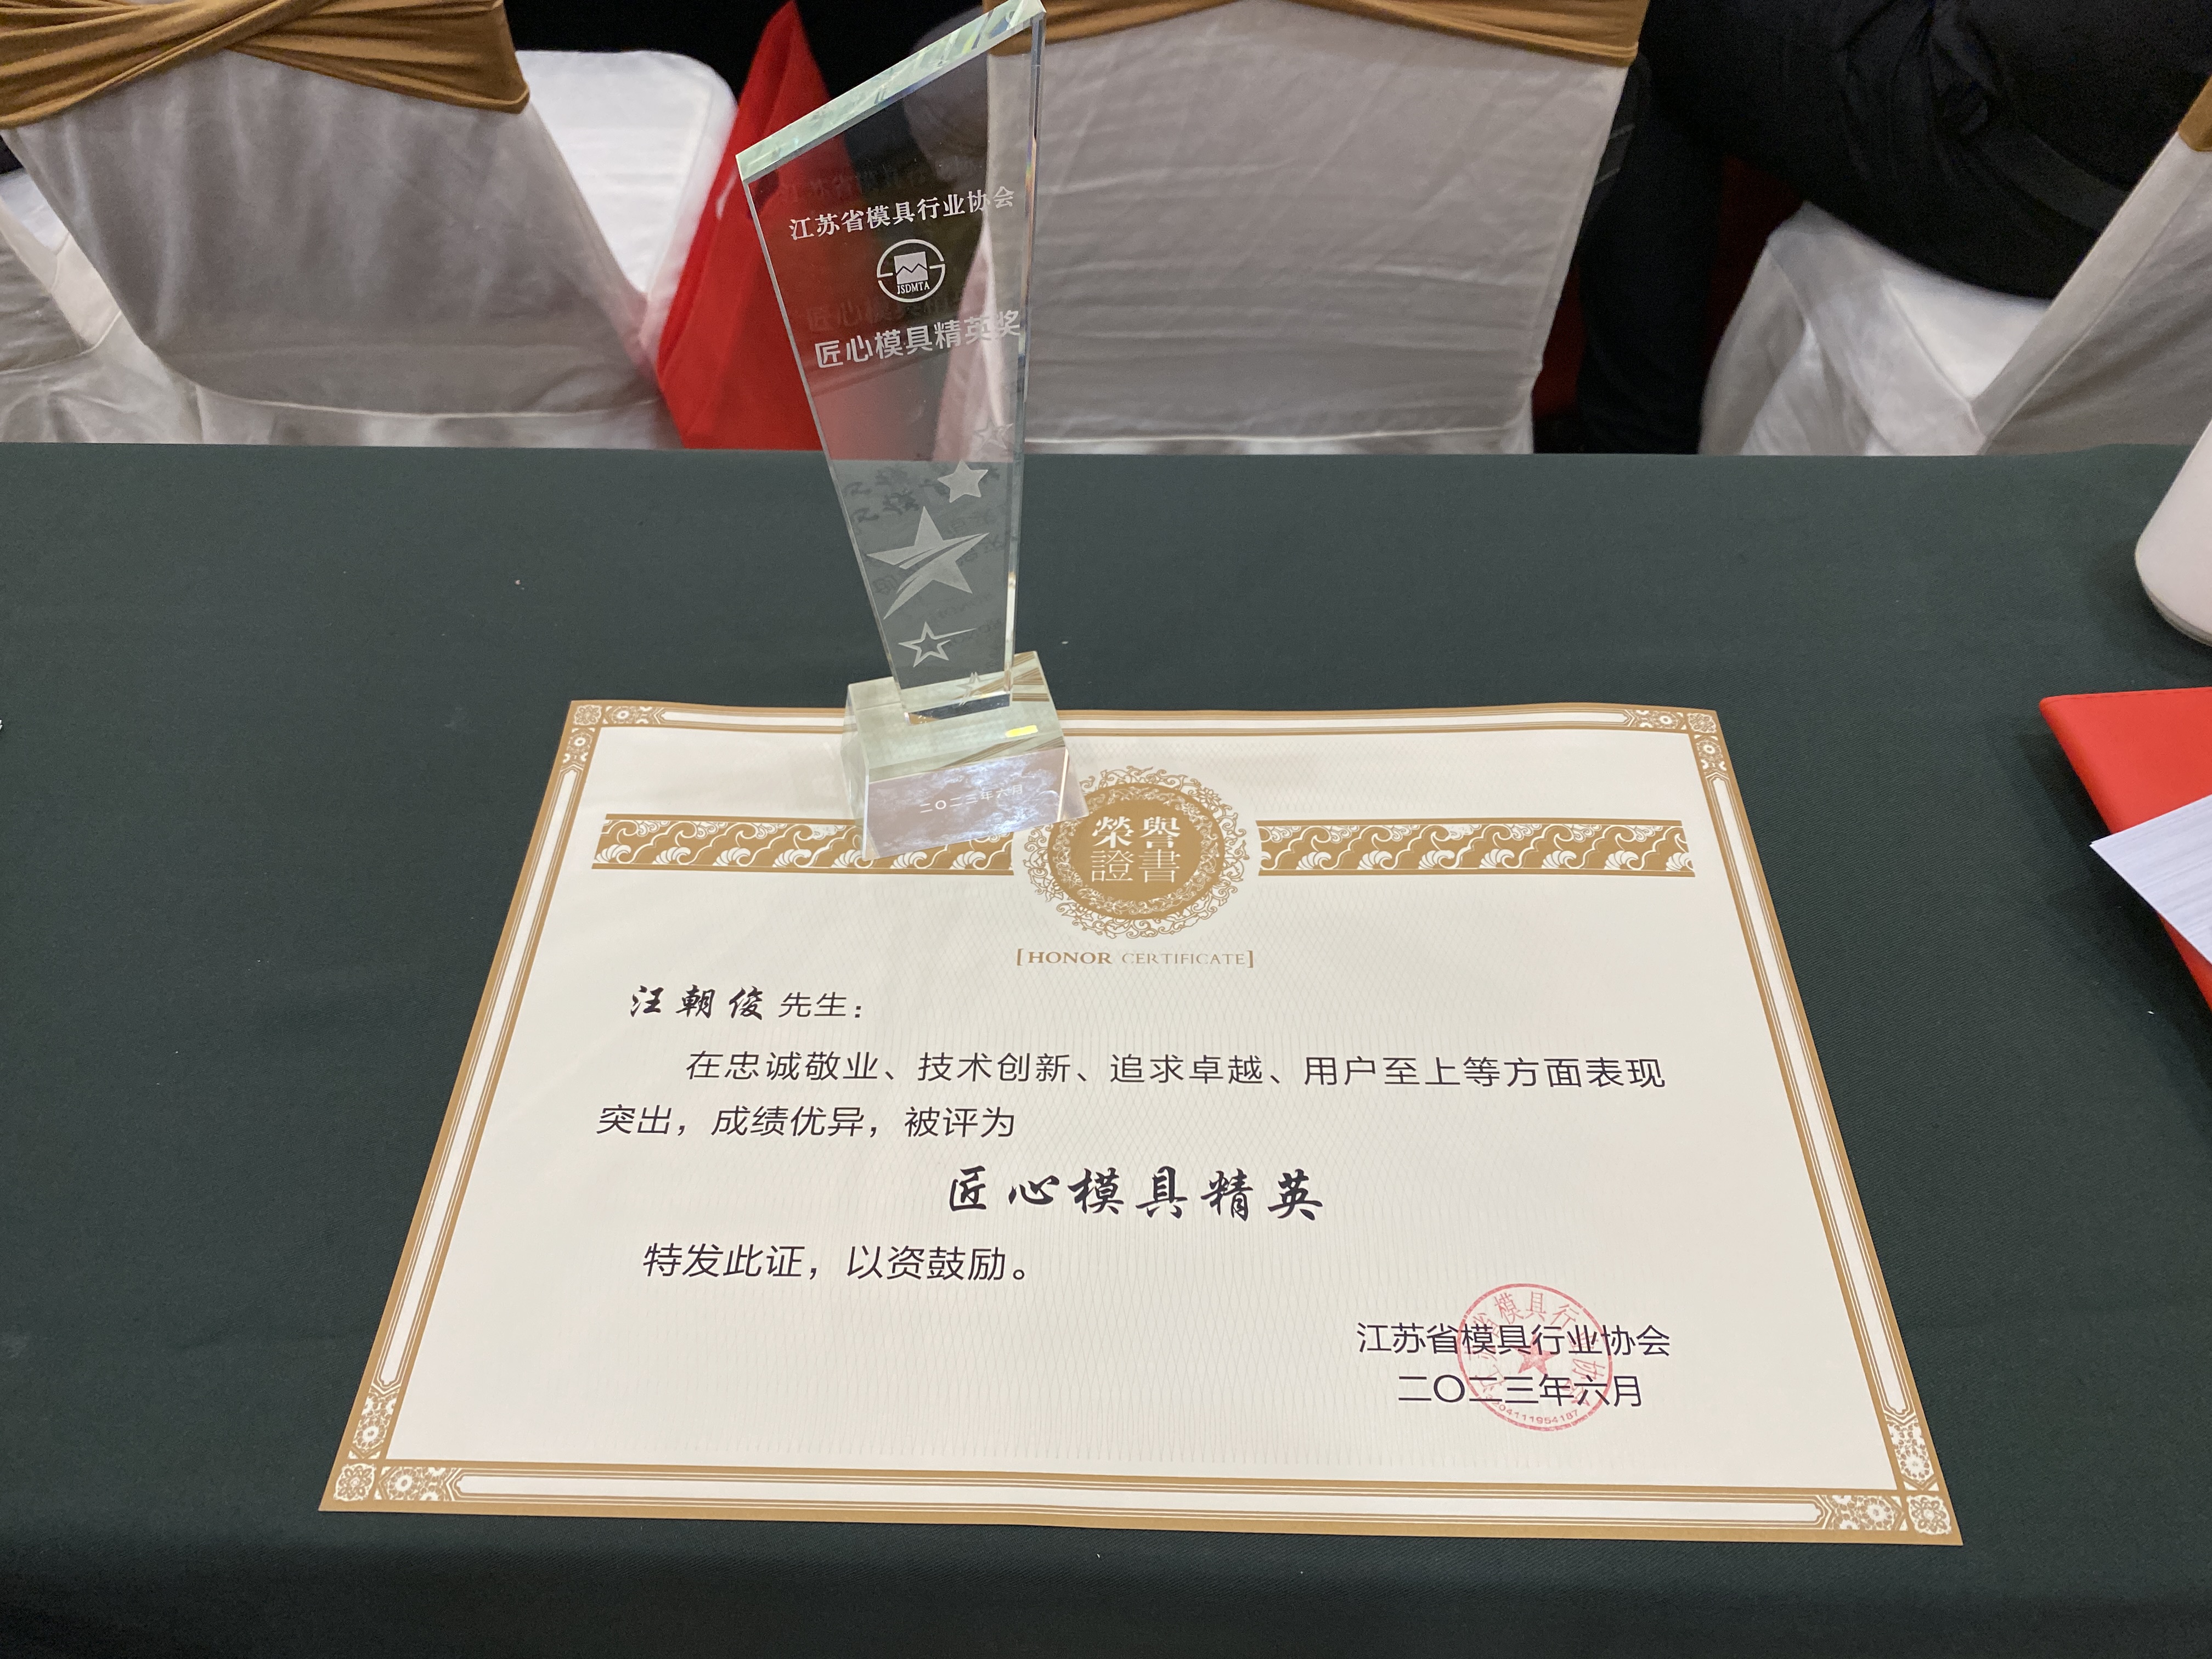 江苏省模具行业协会
JSDMTA
匠心模具精英奖
二〇二三年六月
榮譽
證書
[HONOR CERTIFICATE]
汪朝俊先生：
在忠诚敬业、技术创新、追求卓越、用户至上等方面表现
突出，成绩优异，被评为
匠心模具精英
特发此证，以资鼓励。
江苏省模具行业协会
二〇二三年六月